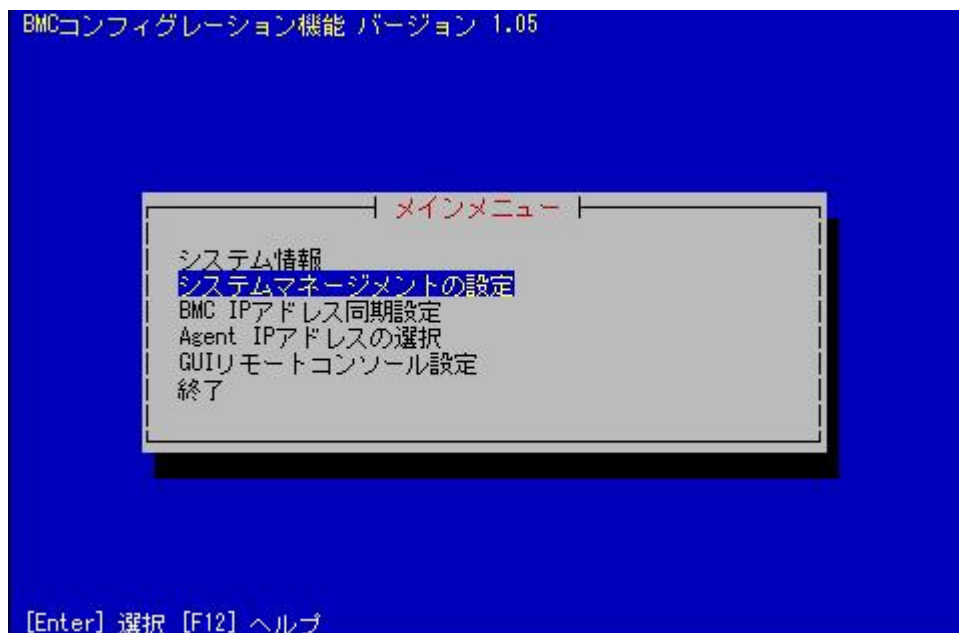 BMCコンフィグレーション機能 バージョン 1.05
メインメニュー
システム情報
システムマネージメントの設定
BMC IPアドレス同期設定
Agent IPアドレスの選択
GUIリモートコンソール設定
終了
[Enter] 選択 [F12] ヘルプ